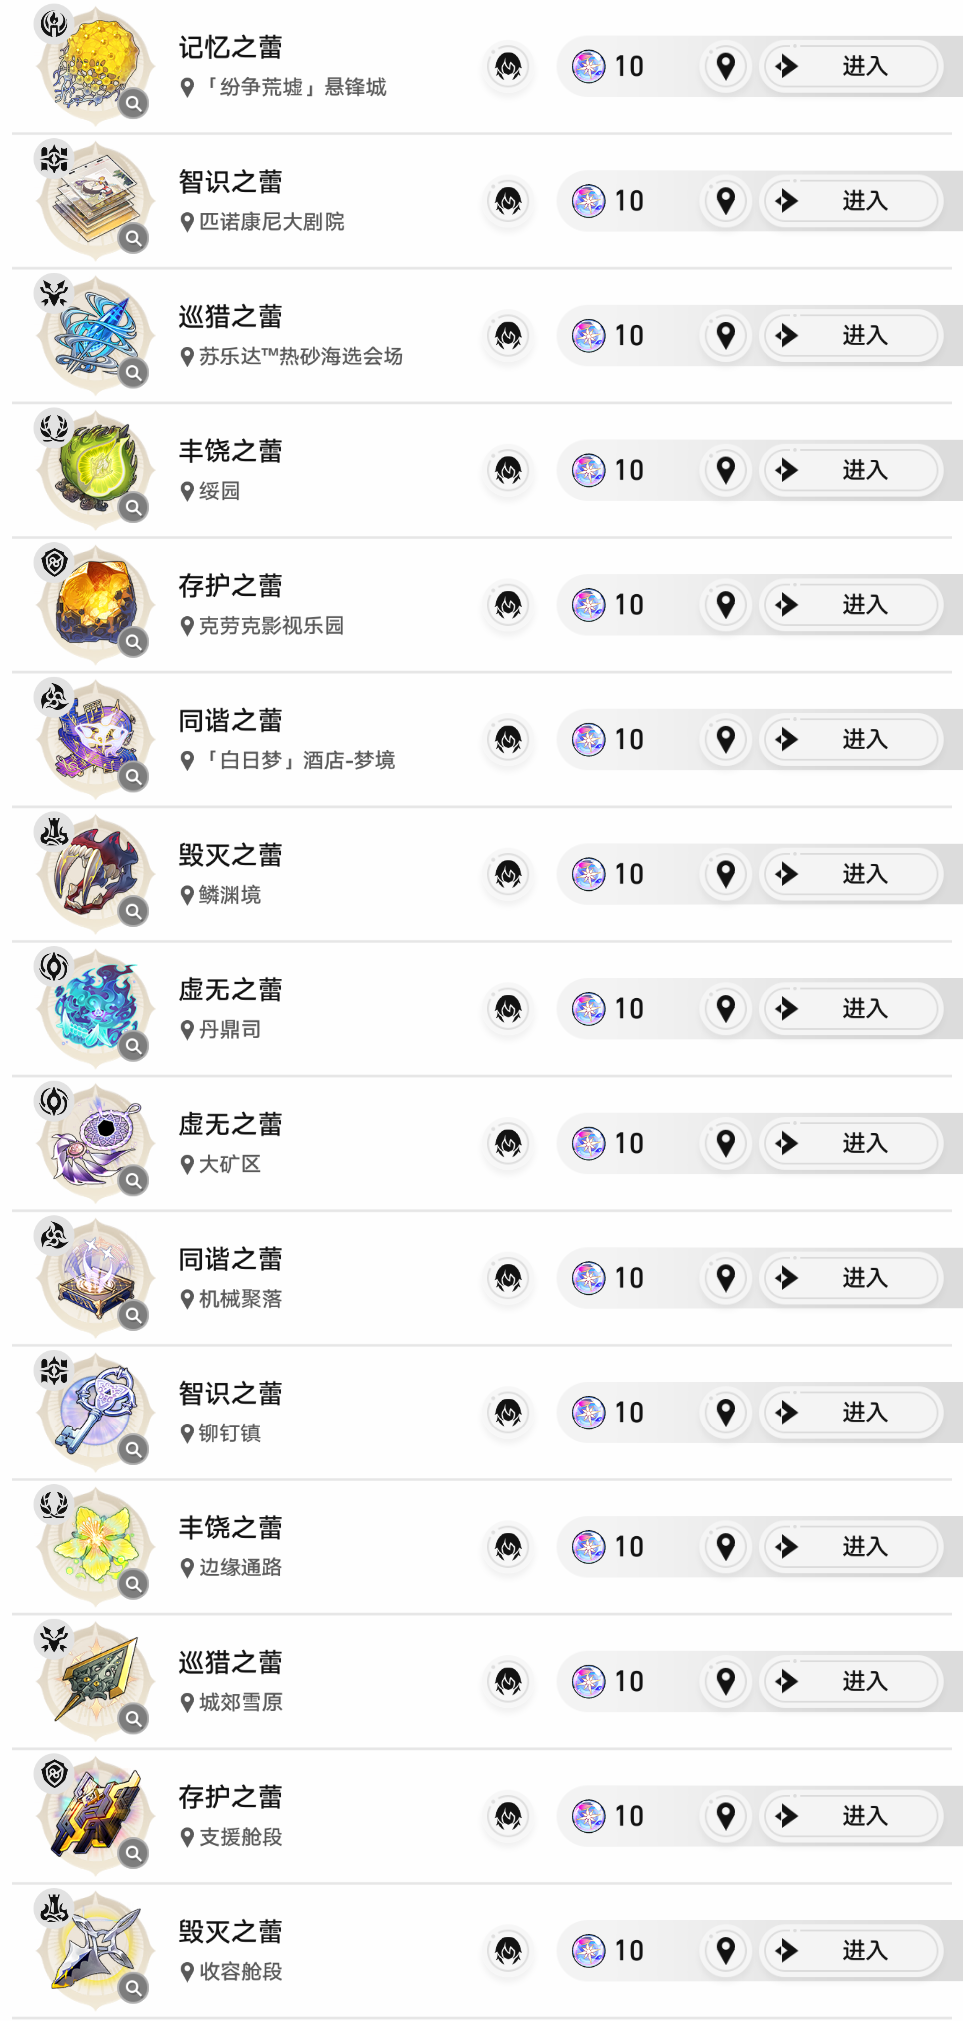 记忆之蕾
「纷争荒墟」悬锋城
10
进入
智识之蕾
匹诺康尼大剧院
10
进入
巡猎之蕾
苏乐达™热砂海选会场
10
进入
丰饶之蕾
绥园
10
进入
存护之蕾
克劳克影视乐园
10
进入
同谐之蕾
「白日梦」酒店-梦境
10
进入
毁灭之蕾
鳞渊境
10
进入
虚无之蕾
丹鼎司
10
进入
虚无之蕾
大矿区
10
进入
同谐之蕾
机械聚落
10
进入
智识之蕾
铆钉镇
10
进入
丰饶之蕾
边缘通路
10
进入
巡猎之蕾
城郊雪原
10
进入
存护之蕾
支援舱段
10
进入
毁灭之蕾
收容舱段
10
进入